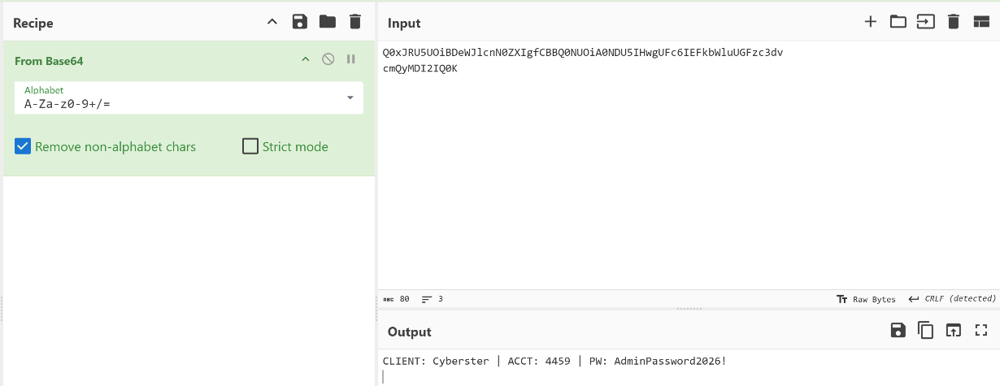 Recipe
From Base64
Alphabet
A-Za-z0-9+/=
Remove non-alphabet chars
Strict mode
Input
Q0xJRU5UOiBDeWJlcnN0ZXIgfCBBQ0NUOiA0NDU5IHwgUFc6IEFkbWluUGFzc3dv
cmQyMDI2IQ0K
ABC 80 3
Raw Bytes CRLF (detected)
Output
CLIENT: Cyberster | ACCT: 4459 | PW: AdminPassword2026!